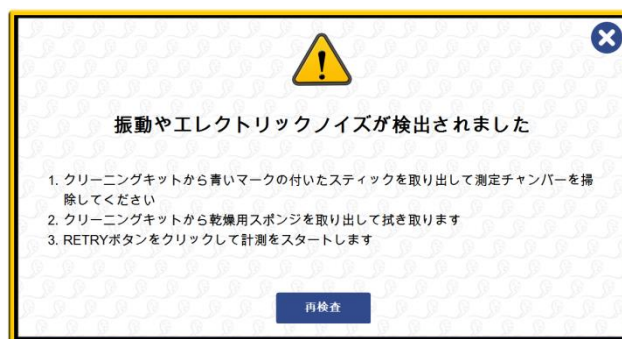 振動やエレクトリックノイズが検出されました
1. クリーニングキットから青いマークの付いたスティックを取り出して測定チャンバーを掃
除してください
2. クリーニングキットから乾燥用スポンジを取り出して拭き取ります
3. RETRYボタンをクリックして計測をスタートします
再検査